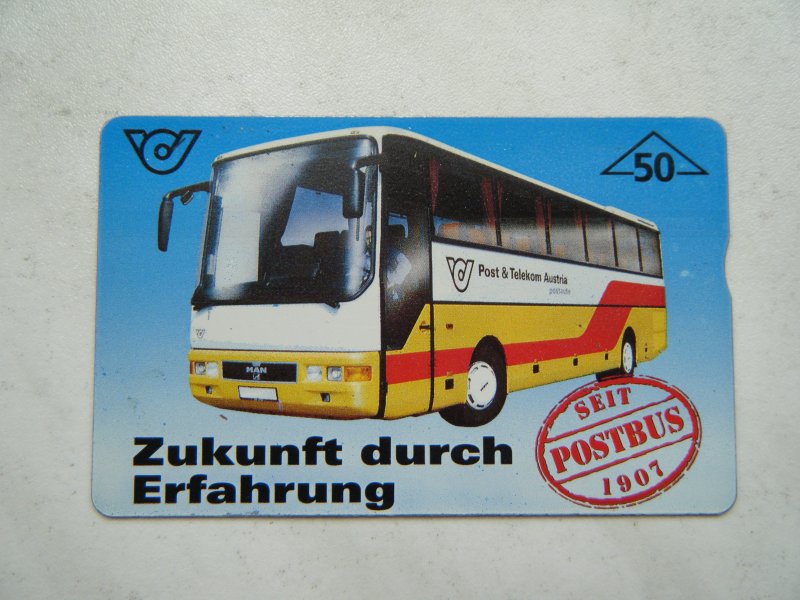 50
Post & Telekom Austria
MAN
Zukunft durch
Erfahrung
SEIT
POSTBUS
1907